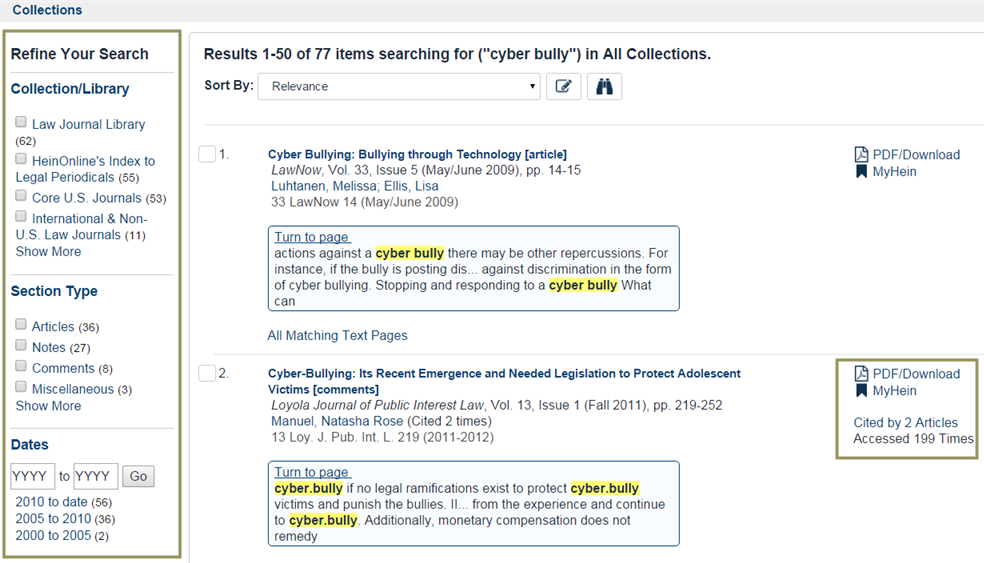 Collections
Refine Your Search
Collection/Library
Law Journal Library
(62)
HeinOnline's Index to
Legal Periodicals (55)
Core U.S. Journals (53)
International & Non-
U.S. Law Journals (11)
Show More
Section Type
Articles (36)
Notes (27)
Comments (8)
Miscellaneous (3)
Show More
Dates
YYYY to YYYY Go
2010 to date (56)
2005 to 2010 (36)
2000 to 2005 (2)
Results 1-50 of 77 items searching for ("cyber bully") in All Collections.
Sort By: Relevance
1. Cyber Bullying: Bullying through Technology [article]
LawNow, Vol. 33, Issue 5 (May/June 2009), pp. 14-15
Luhtanen, Melissa; Ellis, Lisa
33 LawNow 14 (May/June 2009)
PDF/Download
MyHein
Turn to page
actions against a cyber bully there may be other repercussions. For
instance, if the bully is posting dis... against discrimination in the form
of cyber bullying. Stopping and responding to a cyber bully What
can
All Matching Text Pages
2. Cyber-Bullying: Its Recent Emergence and Needed Legislation to Protect Adolescent
Victims [comments]
Loyola Journal of Public Interest Law, Vol. 13, Issue 1 (Fall 2011), pp. 219-252
Manuel, Natasha Rose (Cited 2 times)
13 Loy. J. Pub. Int. L. 219 (2011-2012)
PDF/Download
MyHein
Cited by 2 Articles
Accessed 199 Times
Turn to page
cyber.bully if no legal ramifications exist to protect cyber.bully
victims and punish the bullies. II... from the experience and continue
to cyber.bully. Additionally, monetary compensation does not
remedy